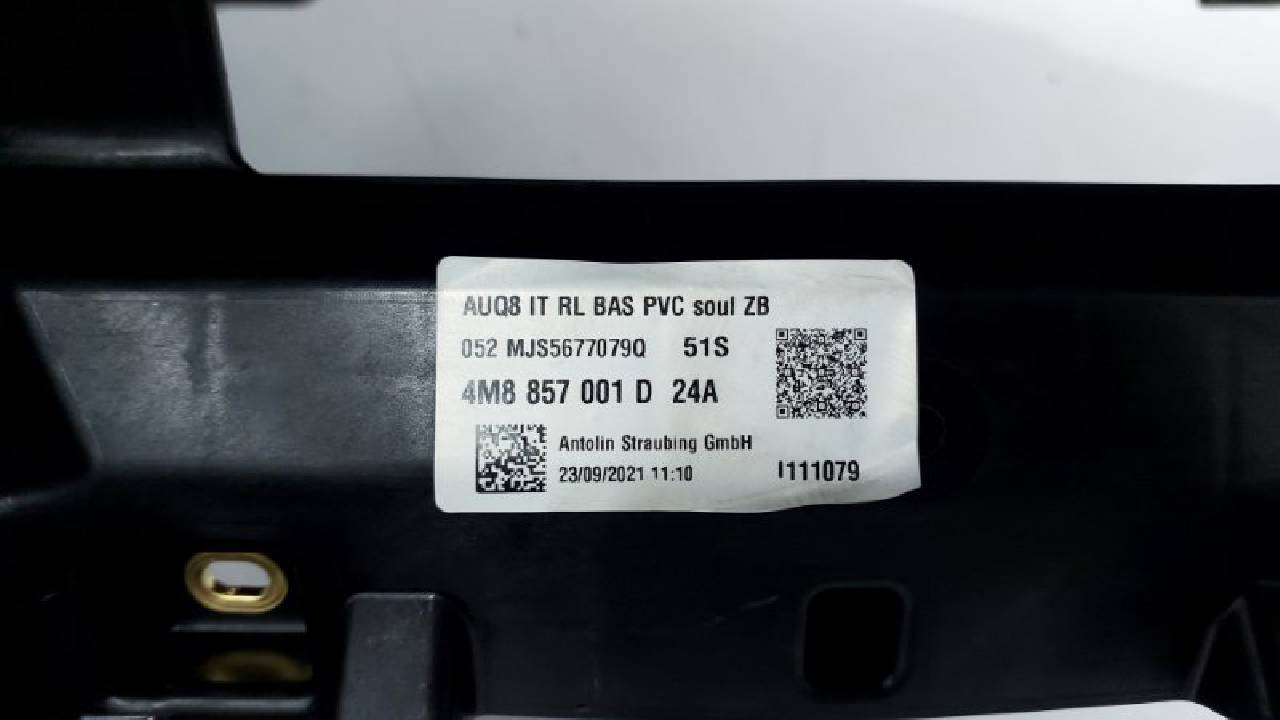 AUQ8 IT RL BAS PVC soul ZB
052 MJS5677079Q 51S
4M8 857 001 D 24A
Antolin Straubing GmbH
23/09/2021 11:10 I111079